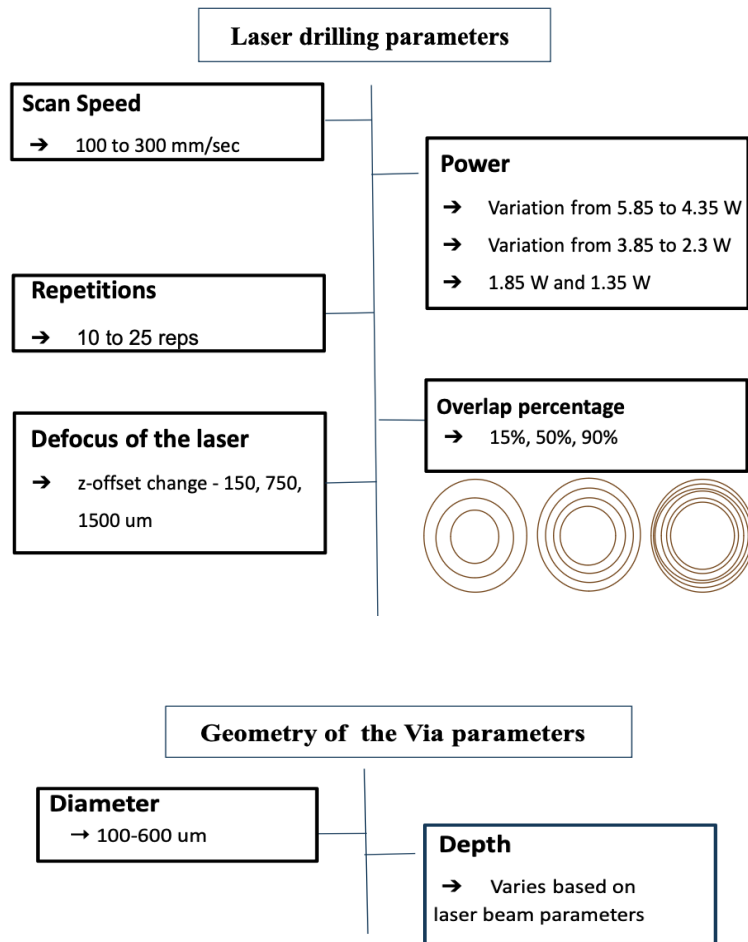 Laser drilling parameters
Scan Speed
→ 100 to 300 mm/sec
Power
→ Variation from 5.85 to 4.35 W
→ Variation from 3.85 to 2.3 W
→ 1.85 W and 1.35 W
Repetitions
→ 10 to 25 reps
Overlap percentage
→ 15%, 50%, 90%
Defocus of the laser
→ z-offset change - 150, 750,
1500 um
Geometry of the Via parameters
Diameter
→ 100-600 um
Depth
→ Varies based on
laser beam parameters